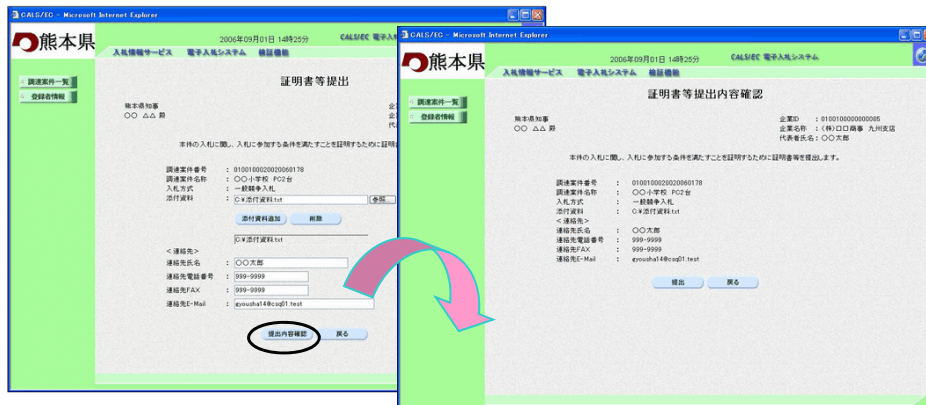 CALS/EC - Microsoft Internet Explorer
熊本県
2006年09月01日 14時25分
CALS/EC 電子入
入札情報サービス 電子入札システム 検証機能
調達案件一覧
登録者情報
証明書等提出
熊本県知事
〇〇 △△ 殿
企
企
代
本件の入札に関し、入札に参加する条件を満たすことを証明するために証明
調達案件番号 : 0100100020020060178
調達案件名称 : 〇〇小学校 PC2台
入札方式 : 一般競争入札
添付資料 : C:¥添付資料.txt 参照...
添付資料追加 削除
C:¥添付資料.txt
<連絡先>
連絡先氏名 : 〇〇太郎
連絡先電話番号 : 999-9999
連絡先FAX : 999-9999
連絡先E-Mail : gyousha14@csq01.test
提出内容確認 戻る
CALS/EC - Microsoft Internet Explorer
熊本県
2006年09月01日 14時25分
CALS/EC 電子入札システム
入札情報サービス 電子入札システム 検証機能
調達案件一覧
登録者情報
証明書等提出内容確認
熊本県知事
〇〇 △△ 殿
企業ID : 0100100000000085
企業名称 : (株)口口商事 九州支店
代表者氏名 : 〇〇太郎
本件の入札に関し、入札に参加する条件を満たすことを証明するために証明書等を提出します。
調達案件番号 : 0100100020020060178
調達案件名称 : 〇〇小学校 PC2台
入札方式 : 一般競争入札
添付資料 : C:¥添付資料.txt
<連絡先>
連絡先氏名 : 〇〇太郎
連絡先電話番号 : 999-9999
連絡先FAX : 999-9999
連絡先E-Mail : gyousha14@csq01.test
提出 戻る